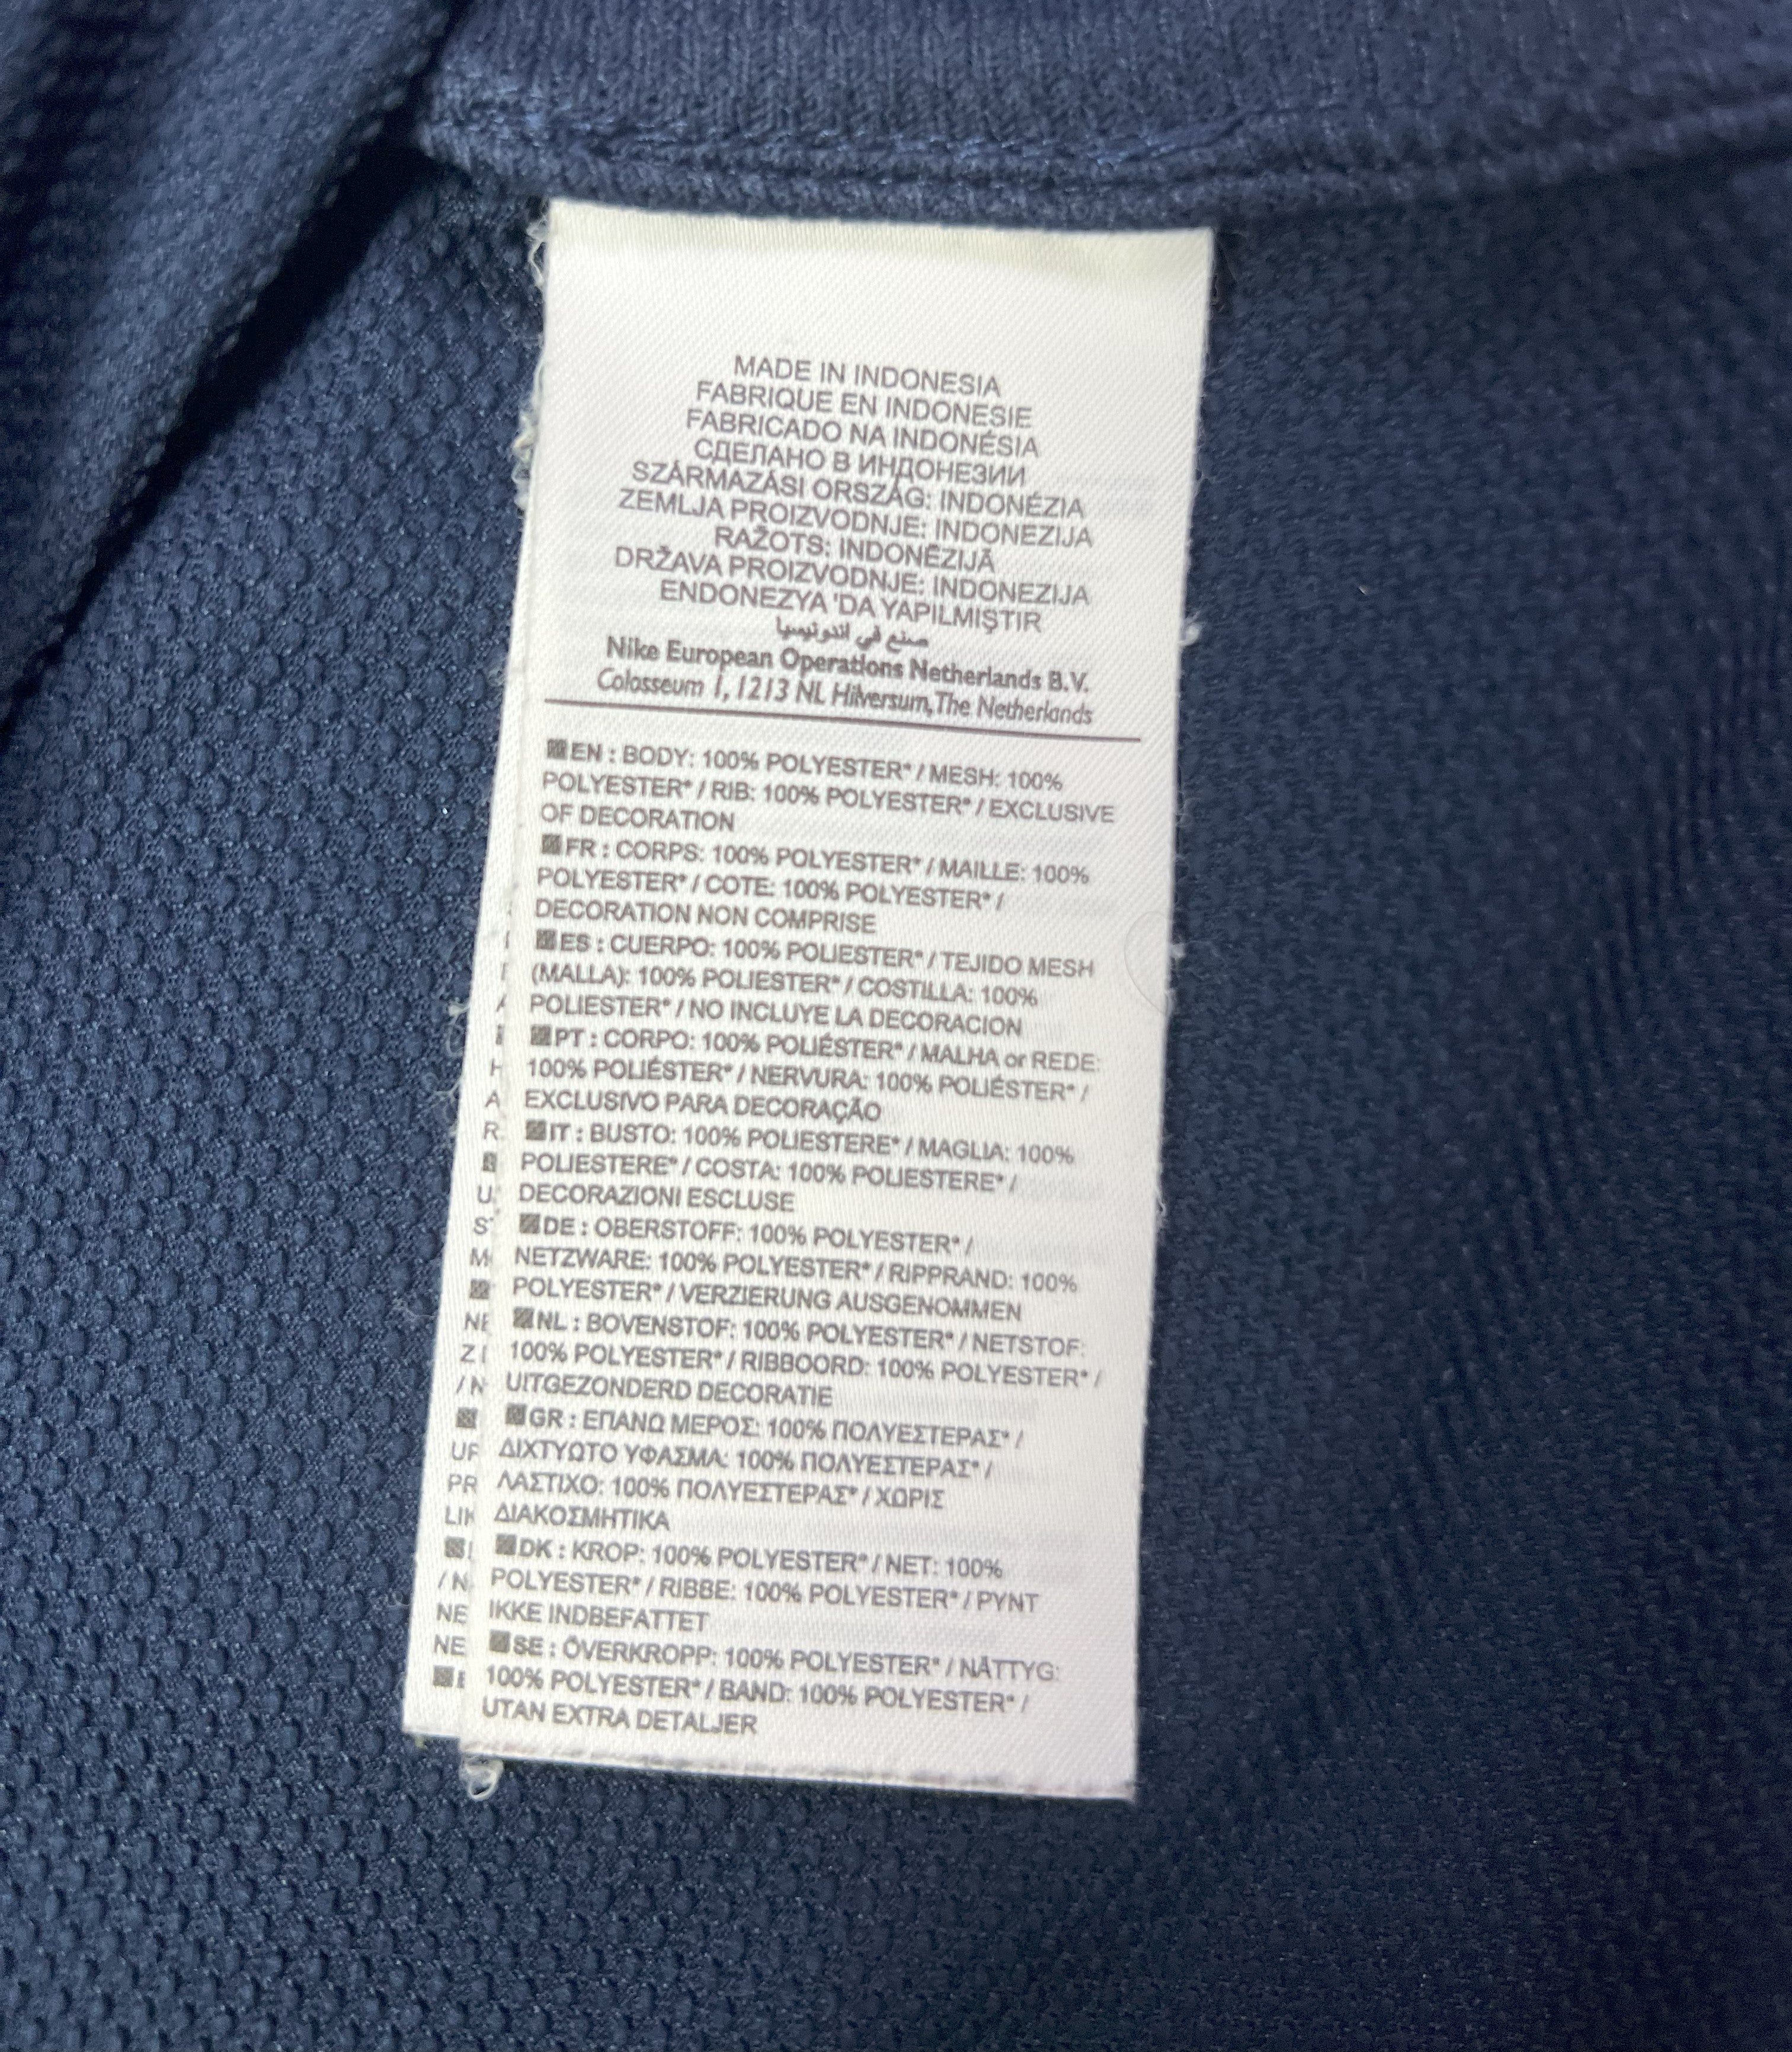 MADE IN INDONESIA
FABRIQUE EN INDONESIE
FABRICADO NA INDONÉSIA
СДЕЛАНО В ИНДОНЕЗИИ
SZÁRMAZÁSI ORSZÁG: INDONÉZIA
ZEMLJA PROIZVODNJE: INDONEZIJA
RAŽOTS: INDONĒZIJĀ
DRŽAVA PROIZVODNJE: INDONEZIJA
ENDONEZYA 'DA YAPILMIŞTIR
صنع في اندونيسيا
Nike European Operations Netherlands B.V.
Colosseum 1, 1213 NL Hilversum, The Netherlands
EN : BODY: 100% POLYESTER* / MESH: 100%
POLYESTER* / RIB: 100% POLYESTER* / EXCLUSIVE
OF DECORATION
FR : CORPS: 100% POLYESTER* / MAILLE: 100%
POLYESTER* / COTE: 100% POLYESTER* /
DECORATION NON COMPRISE
ES : CUERPO: 100% POLIESTER* / TEJIDO MESH
(MALLA): 100% POLIESTER* / COSTILLA: 100%
POLIESTER* / NO INCLUYE LA DECORACION
PT : CORPO: 100% POLIÉSTER* / MALHA or REDE:
100% POLIÉSTER* / NERVURA: 100% POLIÉSTER* /
EXCLUSIVO PARA DECORAÇÃO
IT : BUSTO: 100% POLIESTERE* / MAGLIA: 100%
POLIESTERE* / COSTA: 100% POLIESTERE* /
DECORAZIONI ESCLUSE
DE : OBERSTOFF: 100% POLYESTER* /
NETZWARE: 100% POLYESTER* / RIPPRAND: 100%
POLYESTER* / VERZIERUNG AUSGENOMMEN
NL : BOVENSTOF: 100% POLYESTER* / NETSTOF:
100% POLYESTER* / RIBBOORD: 100% POLYESTER* /
UITGEZONDERD DECORATIE
GR : ΕΠΑΝΩ ΜΕΡΟΣ: 100% ΠΟΛΥΕΣΤΕΡΑΣ* /
ΔΙΧΤΥΩΤΟ ΥΦΑΣΜΑ: 100% ΠΟΛΥΕΣΤΕΡΑΣ* /
ΛΑΣΤΙΧΟ: 100% ΠΟΛΥΕΣΤΕΡΑΣ* / ΧΩΡΙΣ
ΔΙΑΚΟΣΜΗΤΙΚΑ
DK : KROP: 100% POLYESTER* / NET: 100%
POLYESTER* / RIBBE: 100% POLYESTER* / PYNT
IKKE INDBEFATTET
SE : ÖVERKROPP: 100% POLYESTER* / NÄTTYG:
100% POLYESTER* / BAND: 100% POLYESTER* /
UTAN EXTRA DETALJER